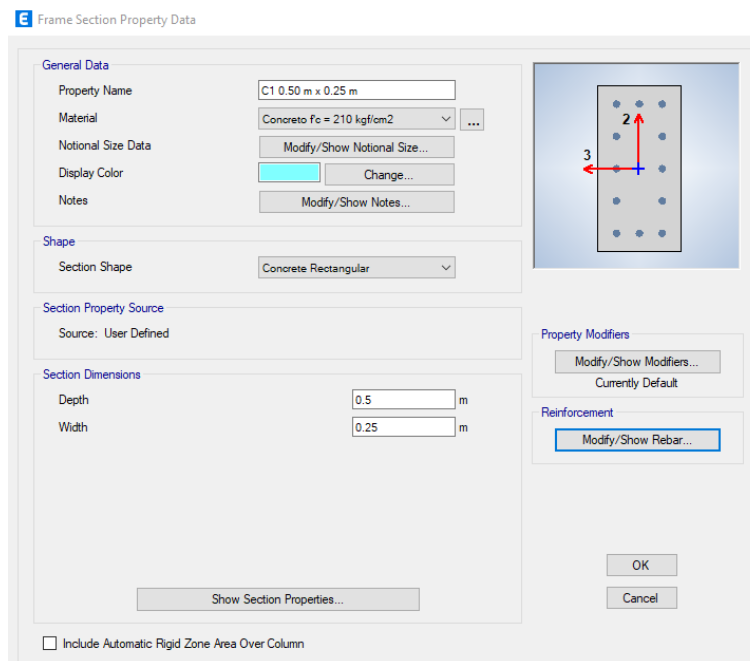 E Frame Section Property Data
General Data
Property Name C1 0.50 m x 0.25 m
Material Concreto f'c = 210 kgf/cm2 ...
Notional Size Data Modify/Show Notional Size...
Display Color Change...
Notes Modify/Show Notes...
Shape
Section Shape Concrete Rectangular
Section Property Source
Source: User Defined
Section Dimensions
Depth 0.5 m
Width 0.25 m
Show Section Properties...
Include Automatic Rigid Zone Area Over Column
2
3
Property Modifiers
Modify/Show Modifiers...
Currently Default
Reinforcement
Modify/Show Rebar...
OK
Cancel